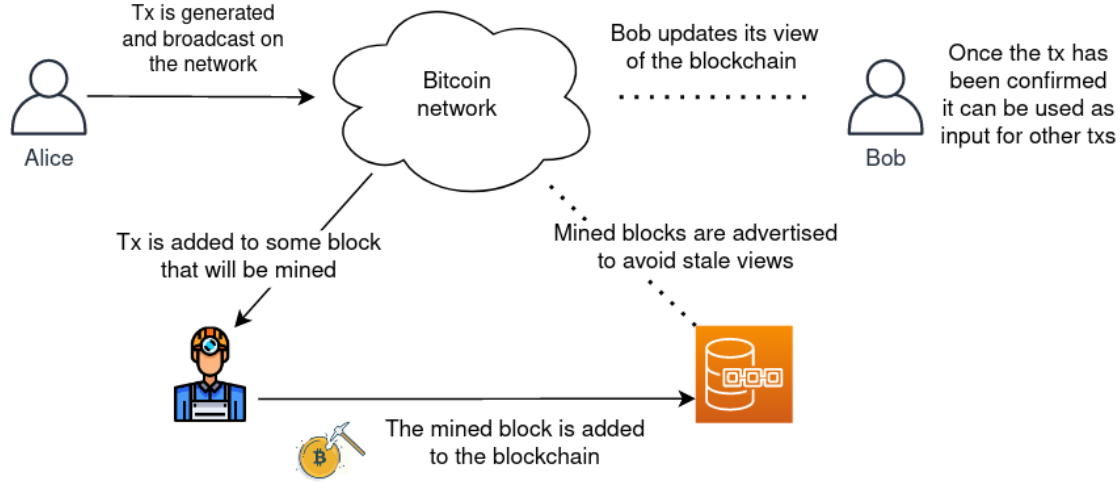 Tx is generated
and broadcast on
the network
Alice
Bitcoin
network
Bob updates its view
of the blockchain
Bob
Once the tx has
been confirmed
it can be used as
input for other txs
Tx is added to some block
that will be mined
Mined blocks are advertised
to avoid stale views
The mined block is added
to the blockchain